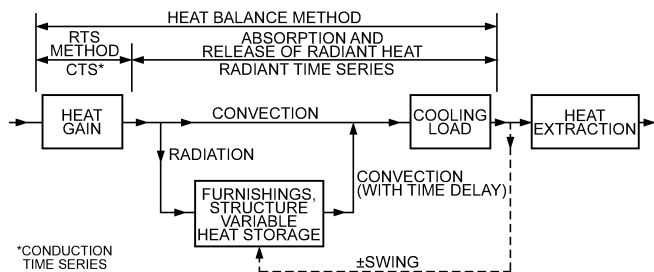 HEAT BALANCE METHOD
RTS
METHOD
CTS*
ABSORPTION AND
RELEASE OF RADIANT HEAT
RADIANT TIME SERIES
HEAT
GAIN
CONVECTION
COOLING
LOAD
HEAT
EXTRACTION
RADIATION
CONVECTION
(WITH TIME DELAY)
FURNISHINGS,
STRUCTURE
VARIABLE
HEAT STORAGE
±SWING
*CONDUCTION
TIME SERIES